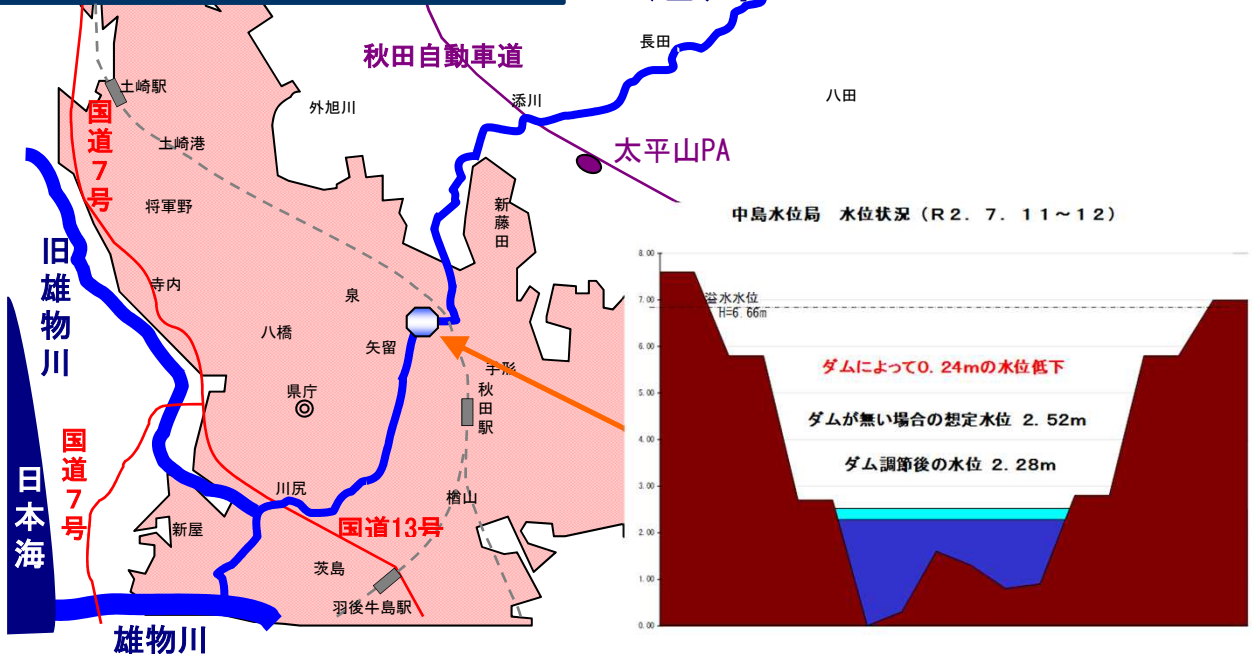 秋田自動車道
長田
土崎駅
外旭川
添川
八田
国道7号
土崎港
太平山PA
将軍野
新藤田
中島水位局 水位状況(R2. 7. 11~12)
旧雄物川
寺内
泉
八橋
矢留
手形
県庁
秋田駅
国道7号
日本海
川尻
楢山
新屋
国道13号
茨島
羽後牛島駅
雄物川
8.00
7.00
溢水水位
H=6.66m
6.00
ダムによって0.24mの水位低下
5.00
ダムが無い場合の想定水位 2.52m
4.00
ダム調節後の水位 2.28m
3.00
2.00
1.00
0.00